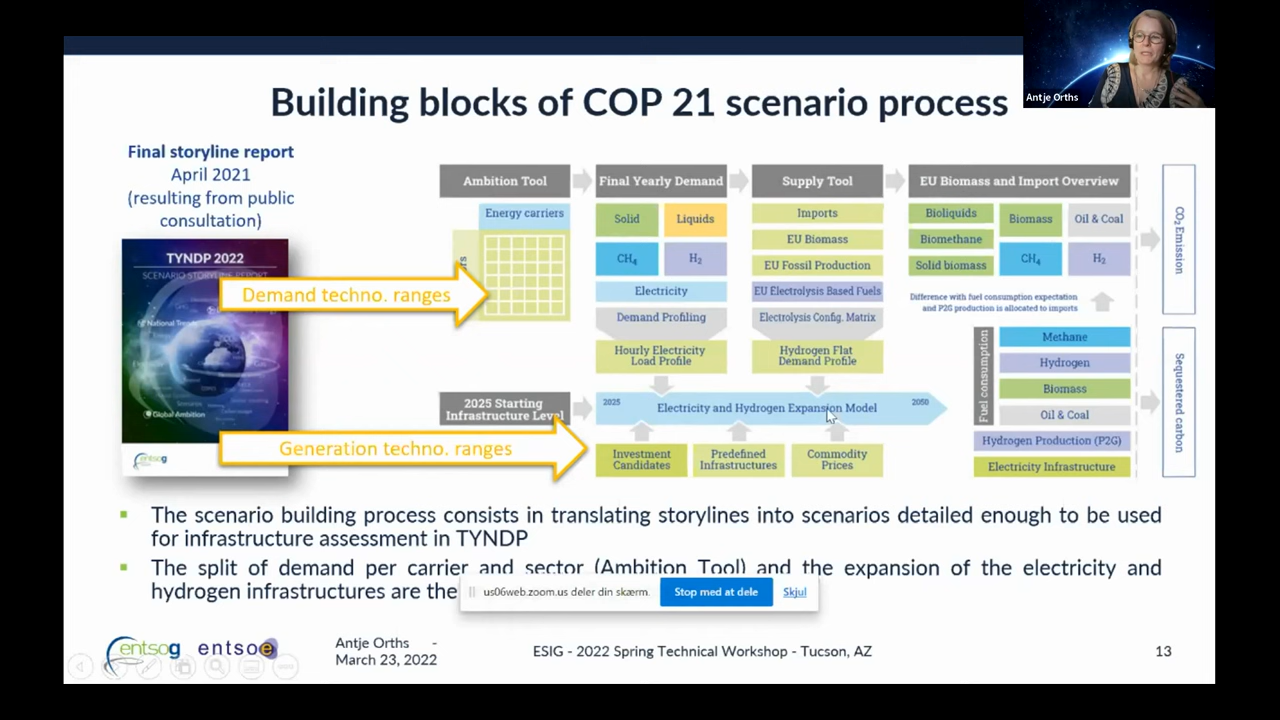 Antje Orths
Building blocks of COP 21 scenario process
Final storyline report
April 2021
(resulting from public
consultation)
TYNDP 2022
SCENARIO STORYLINE REPORT
National Trends
Global Ambition
entsog
Demand techno. ranges
Generation techno. ranges
Ambition Tool
Energy carriers
rs
2025 Starting
Infrastructure Level
Final Yearly Demand
Solid
Liquids
CH₄
H₂
Electricity
Demand Profiling
Hourly Electricity
Load Profile
Supply Tool
Imports
EU Biomass
EU Fossil Production
EU Electrolysis Based Fuels
Electrolysis Config. Matrix
Hydrogen Flat
Demand Profile
2025
Electricity and Hydrogen Expansion Model
2050
Investment
Candidates
Predefined
Infrastructures
Commodity
Prices
EU Biomass and Import Overview
Bioliquids
Biomethane
Solid biomass
Biomass
Oil & Coal
CH₄
H₂
Difference with fuel consumption expectation
and P2G production is allocated to imports
Fuel consumption
Methane
Hydrogen
Biomass
Oil & Coal
Hydrogen Production (P2G)
Electricity Infrastructure
CO₂ Emission
Sequestered carbon
The scenario building process consists in translating storylines into scenarios detailed enough to be used
for infrastructure assessment in TYNDP
The split of demand per carrier and sector (Ambition Tool) and the expansion of the electricity and
hydrogen infrastructures are the
us06web.zoom.us deler din skærm.
Stop med at dele
Skjul
entsog
entsoe
Antje Orths -
March 23, 2022
ESIG - 2022 Spring Technical Workshop - Tucson, AZ
13